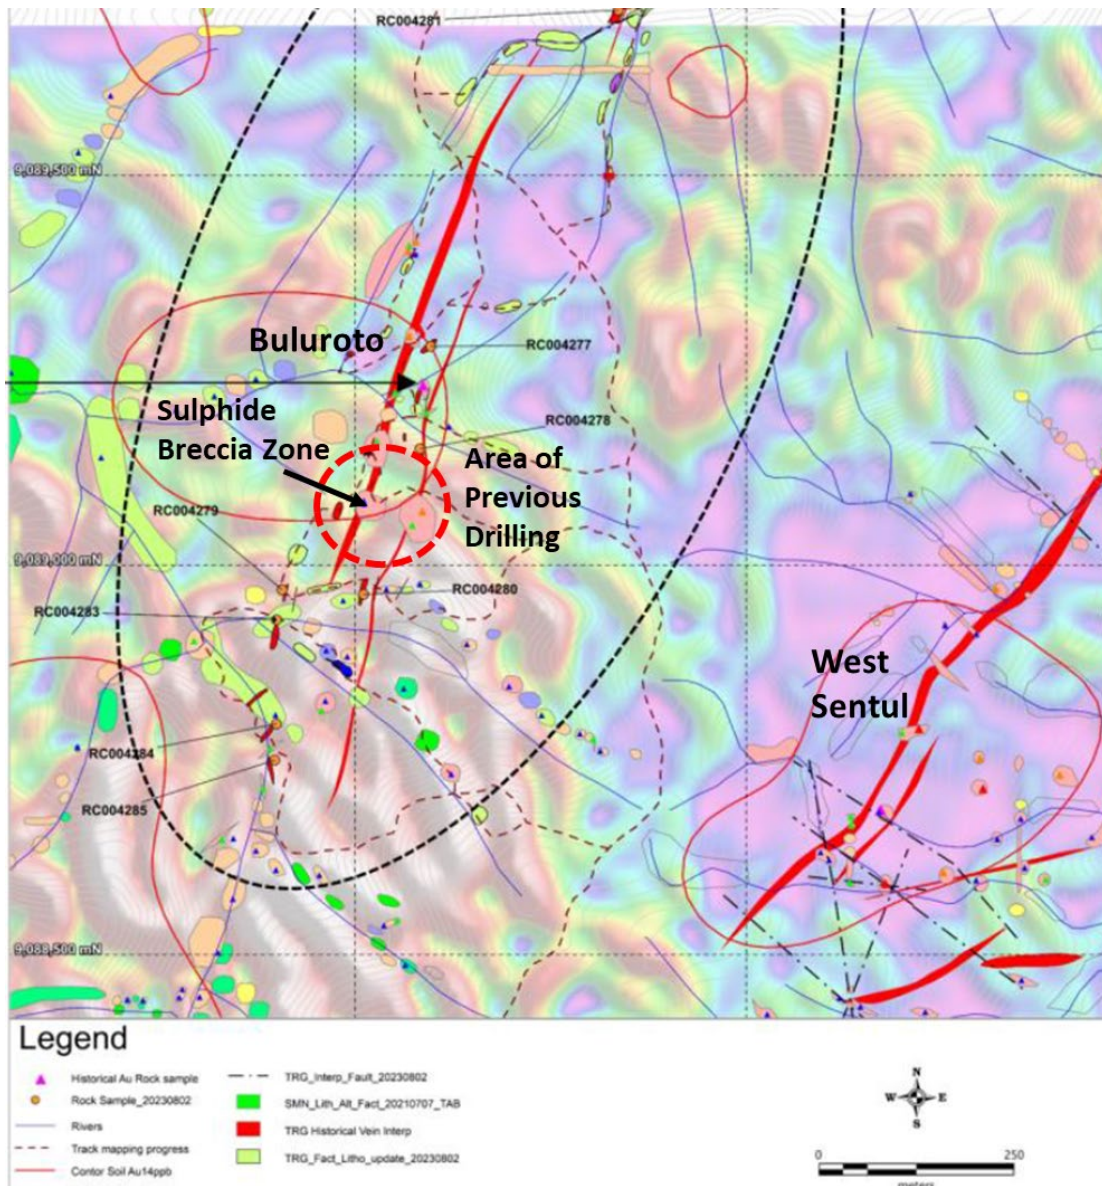 RC004281
9,089,500 mN
Buluroto
RC004277
Sulphide
Breccia Zone
RC004278
Area of
Previous
Drilling
RC004279
9,089,000 mN
RC004280
RC004283
West
Sentul
RC004284
RC004285
9,088,500 mN
Legend
Historical Au Rock sample
Rock Sample_20230802
Rivers
Track mapping progress
Contor Soil Au14ppb
TRG_Interp_Fault_20230802
SMN_Lith_Alt_Fact_20210707_TAB
TRG Historical Vein Interp
TRG_Fact_Litho_update_20230802
N
W E
S
0 250
meters